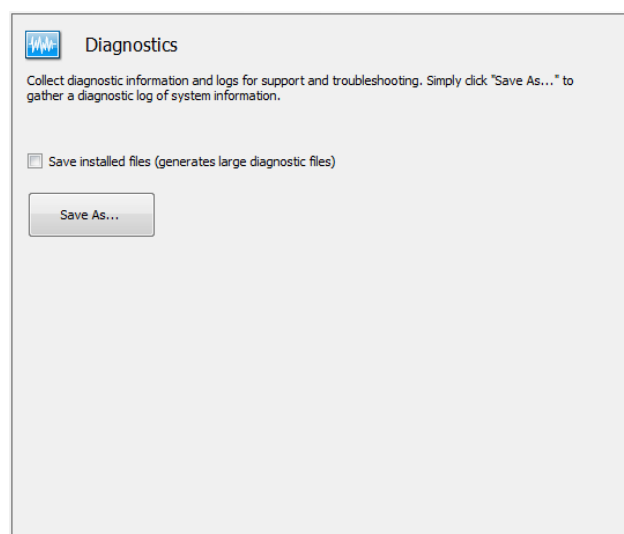 Diagnostics
Collect diagnostic information and logs for support and troubleshooting. Simply click "Save As..." to
gather a diagnostic log of system information.
Save installed files (generates large diagnostic files)
Save As...